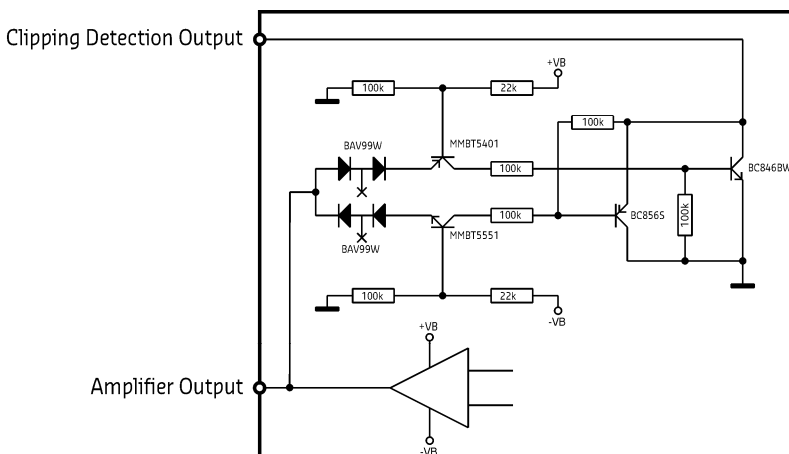 Clipping Detection Output
+VB
100k
22k
100k
BAV99W
MMBT5401
100k
BC846BW
100k
BC856S
100k
BAV99W
MMBT5551
100k
22k
-VB
+VB
Amplifier Output
-VB